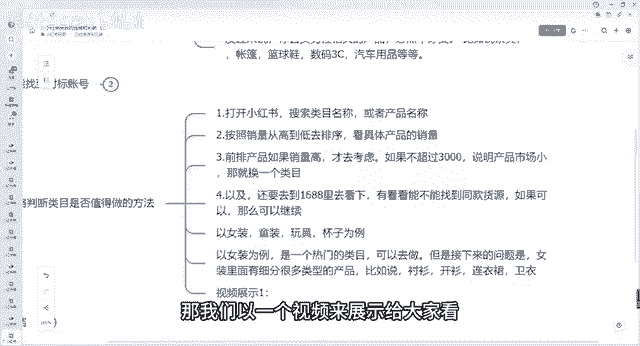 ，帐篷，篮球鞋，数码3C，汽车用品等等。
找到对标账号 2
1.打开小红书，搜索类目名称，或者产品名称
2.按照销量从离到低去排序，看具体产品的销量
3.前排产品如果销量高，才去考虑。如果不超过3000，说明产品市场小
，那就换一个类目
判断类目是否值得做的方法
4.以及，还要到1688里去看下，有看看能不能找到同款货源，如果可
以，那么可以继续
以女装，童装，玩具，杯子为例
以女装为例，是一个热门的类目，可以去做。但是接下来的问题是，女
装里面有细分很多类型的产品，比如说，衬衫，开衫，连衣裙，卫衣
视频展示1：
那我们以一个视频来展示给大家看